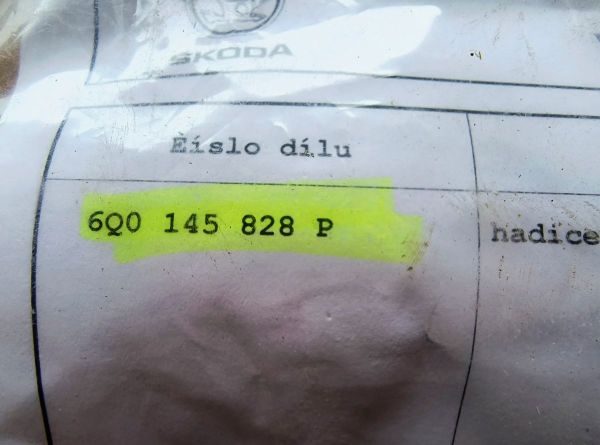 ŠKODA
Èíslo dílu
6Q0 145 828 P
hadice